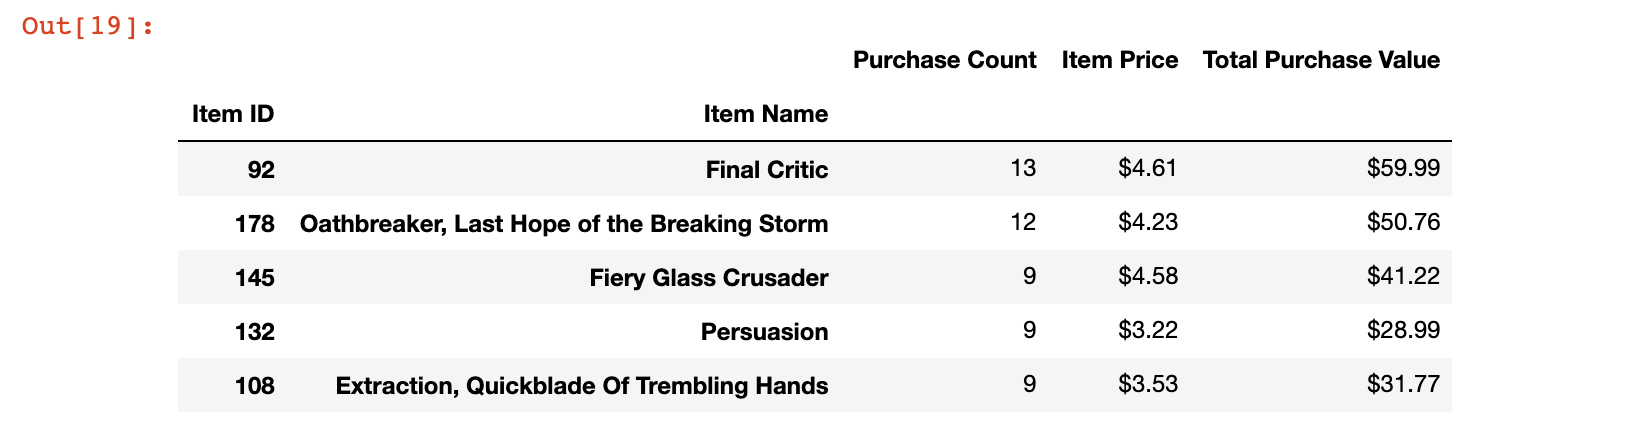 Out[19]:
Purchase Count Item Price Total Purchase Value
Item ID Item Name
92 Final Critic 13 $4.61 $59.99
178 Oathbreaker, Last Hope of the Breaking Storm 12 $4.23 $50.76
145 Fiery Glass Crusader 9 $4.58 $41.22
132 Persuasion 9 $3.22 $28.99
108 Extraction, Quickblade Of Trembling Hands 9 $3.53 $31.77